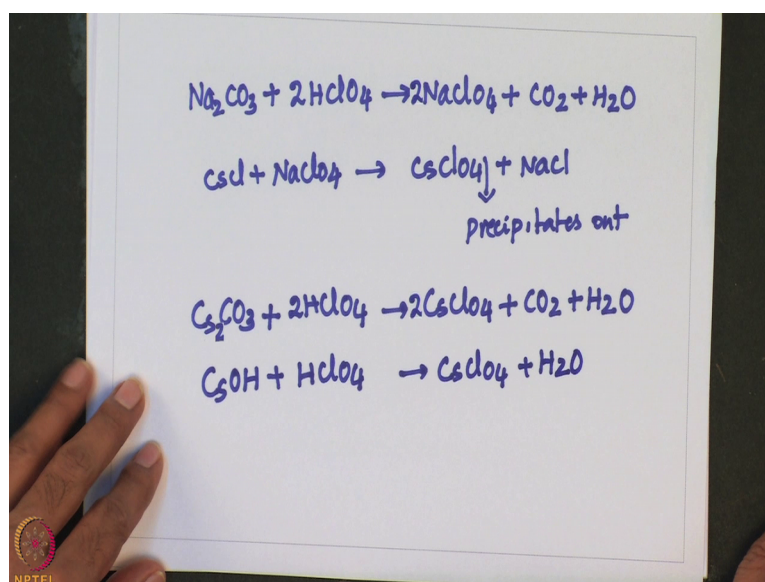 Na₂CO₃ + 2HClO₄ → 2NaClO₄ + CO₂ + H₂O
CsCl + NaClO₄ → CsClO₄↓ + NaCl
Precipitates out
Cs₂CO₃ + 2HClO₄ → 2CsClO₄ + CO₂ + H₂O
CsOH + HClO₄ → CsClO₄ + H₂O
NPTEL